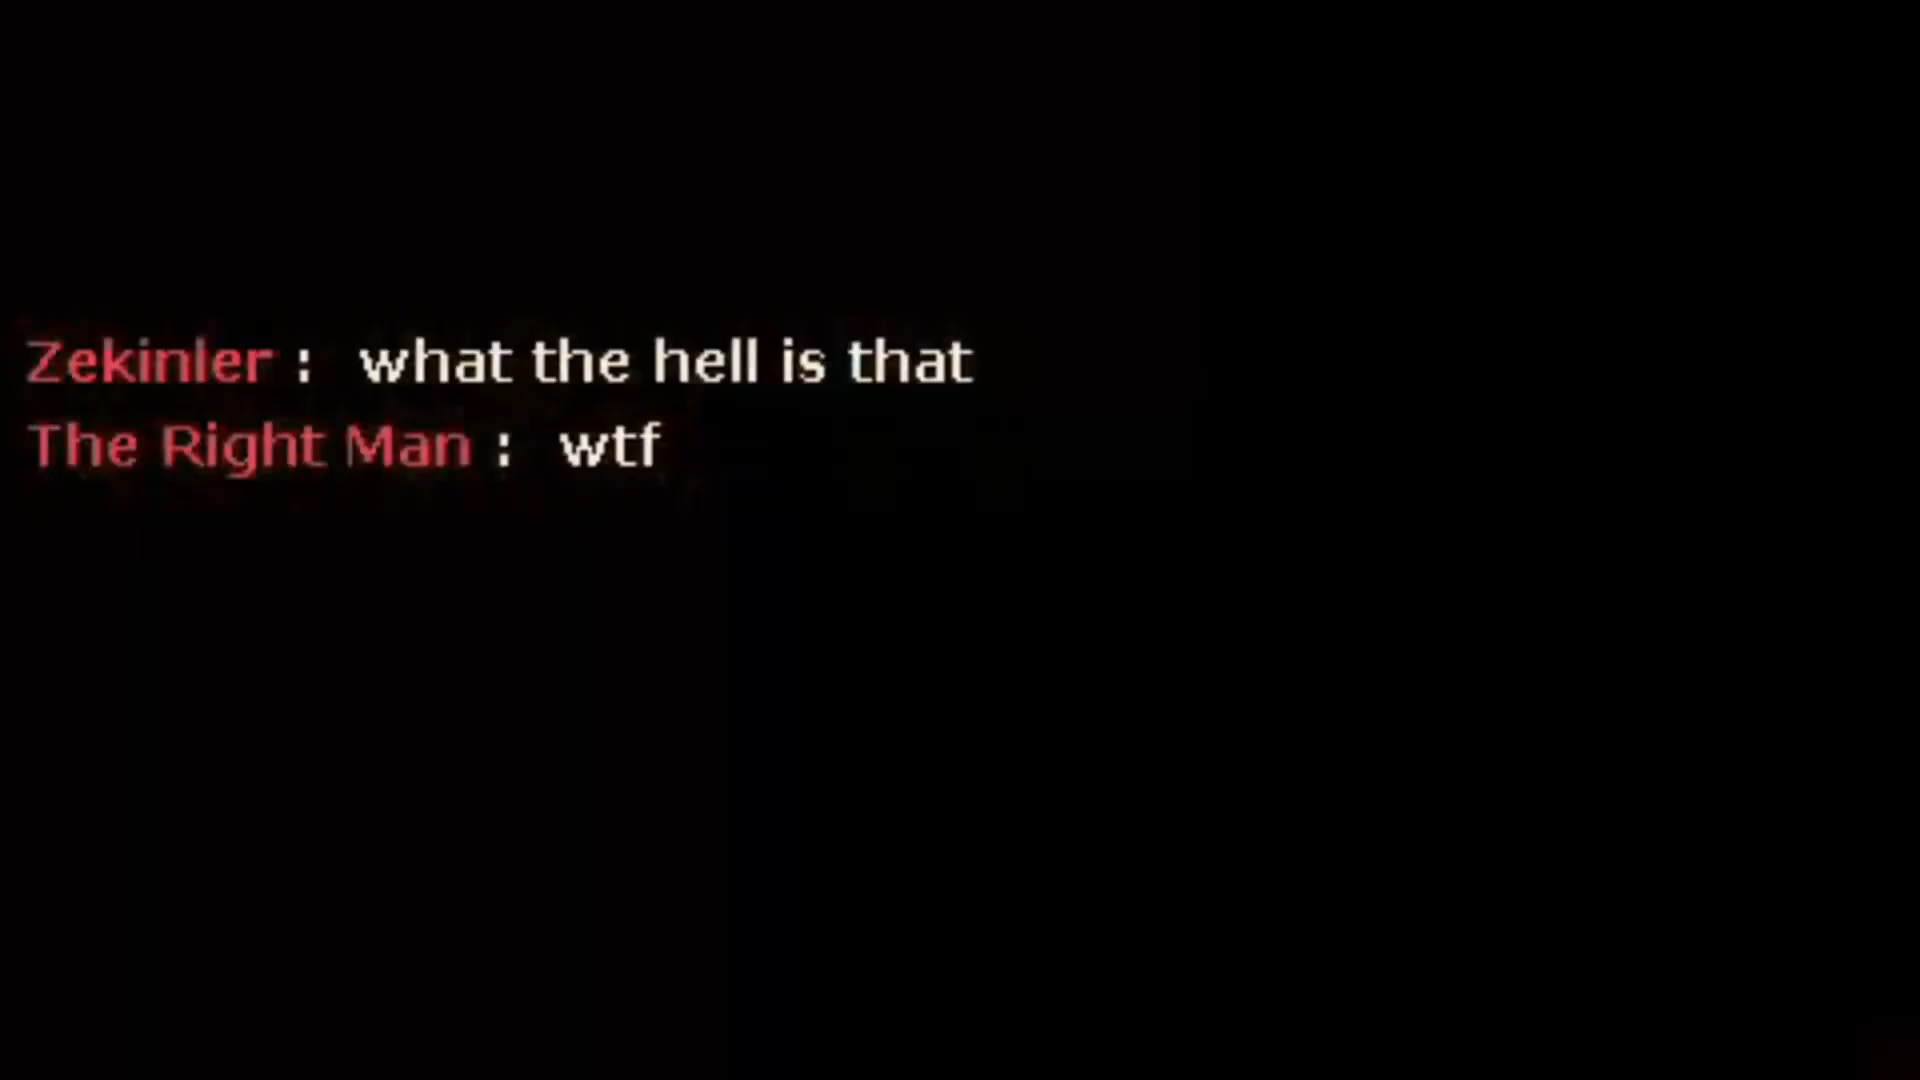 Zekinler : what the hell is that
The Right Man : wtf